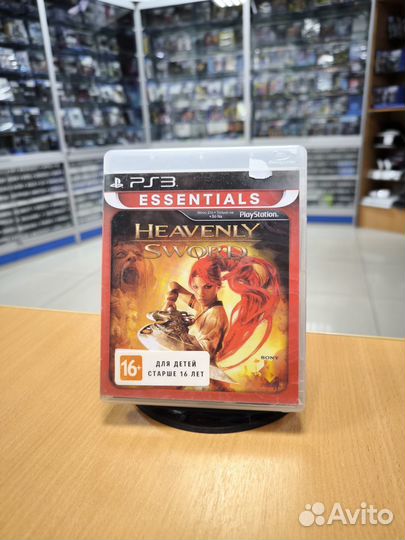 PS3
ESSENTIALS
PlayStation
HEAVENLY
SWORD
SONY
16+
ДЛЯ ДЕТЕЙ
СТАРШЕ 16 ЛЕТ
Avito